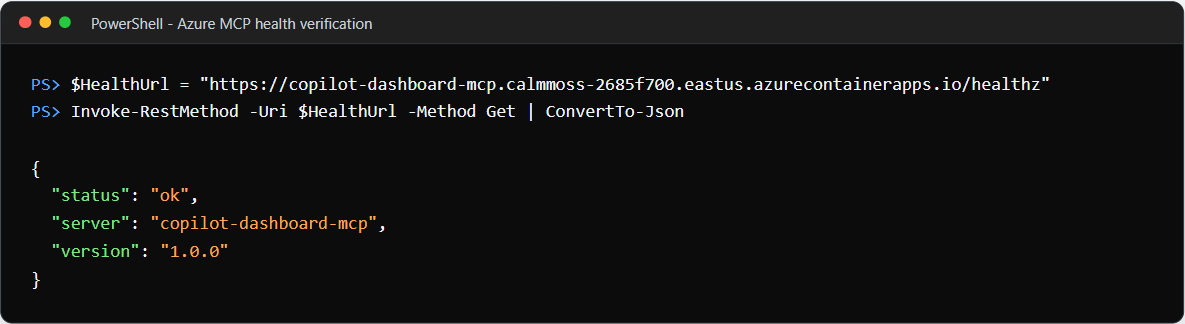 PowerShell - Azure MCP health verification
PS> $HealthUrl = "https://copilot-dashboard-mcp.calmmoss-2685f700.eastus.azurecontainerapps.io/healthz"
PS> Invoke-RestMethod -Uri $HealthUrl -Method Get | ConvertTo-Json
{
  "status": "ok",
  "server": "copilot-dashboard-mcp",
  "version": "1.0.0"
}